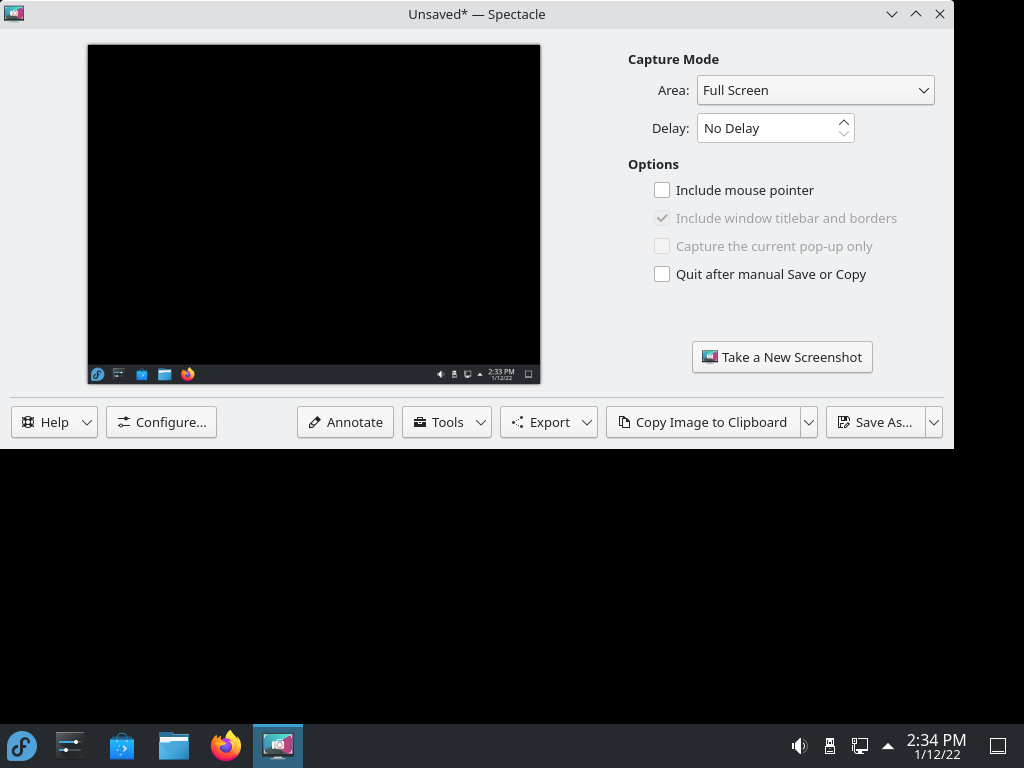 Unsaved* — Spectacle
Capture Mode
Area: Full Screen
Delay: No Delay
Options
Include mouse pointer
Include window titlebar and borders
Capture the current pop-up only
Quit after manual Save or Copy
Take a New Screenshot
2:33 PM
1/12/22
Help Configure... Annotate Tools Export Copy Image to Clipboard Save As...
2:34 PM
1/12/22